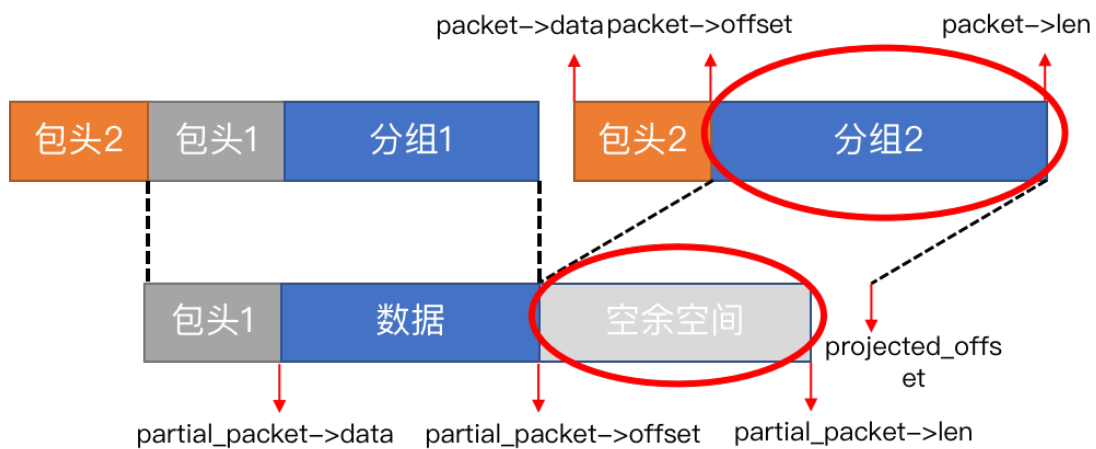 packet->data packet->offset packet->len
包头2 包头1 分组1 包头2 分组2
包头1 数据 空余空间
projected_offs
et
partial_packet->data partial_packet->offset partial_packet->len